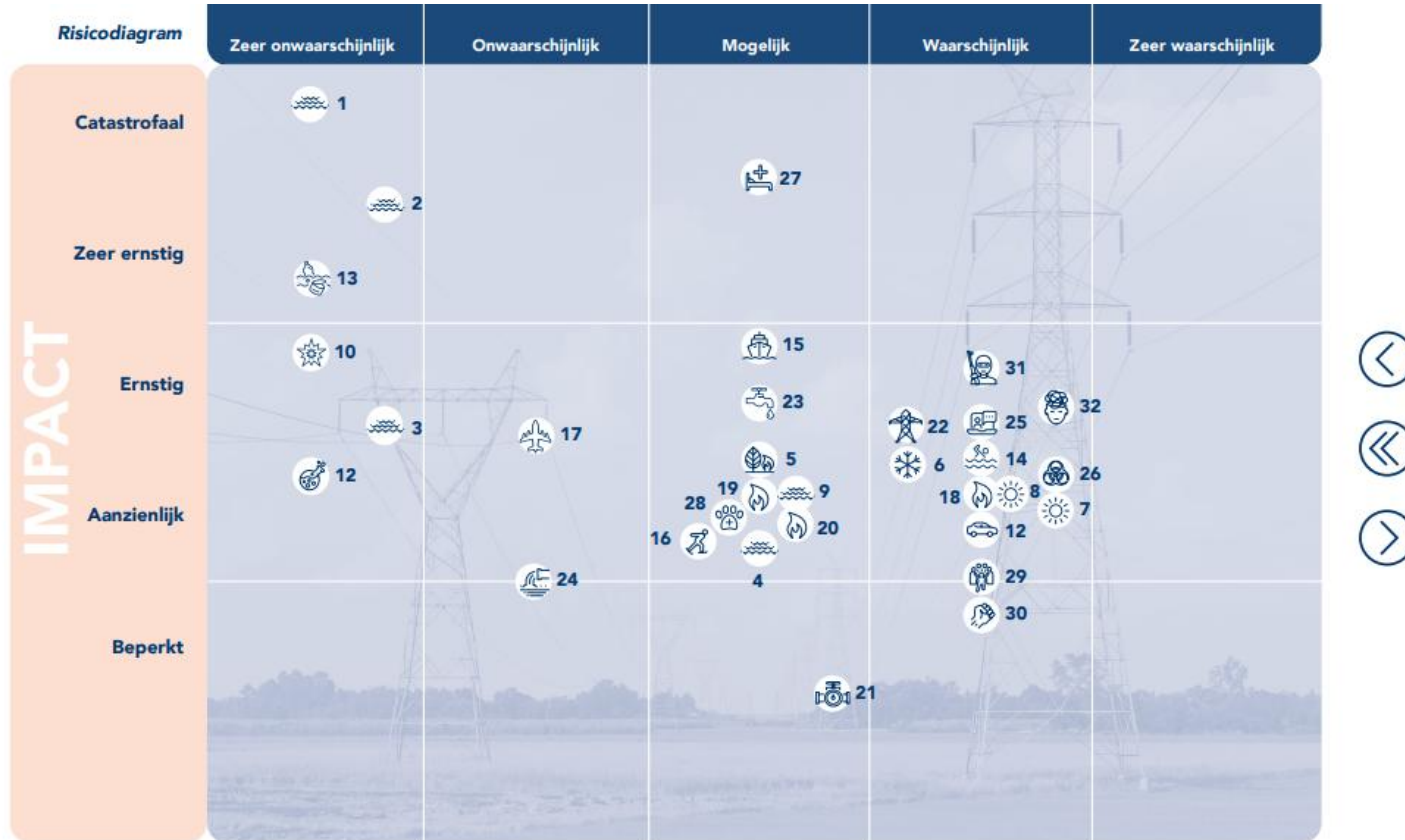 Risicodiagram
Zeer onwaarschijnlijk
Onwaarschijnlijk
Mogelijk
Waarschijnlijk
Zeer waarschijnlijk
IMPACT
Catastrofaal
Zeer ernstig
Ernstig
Aanzienlijk
Beperkt
1
27
2
13
10
15
31
23
32
3
17
22
25
5
6
14
12
26
19
9
18
8
28
7
20
12
16
4
24
29
30
21